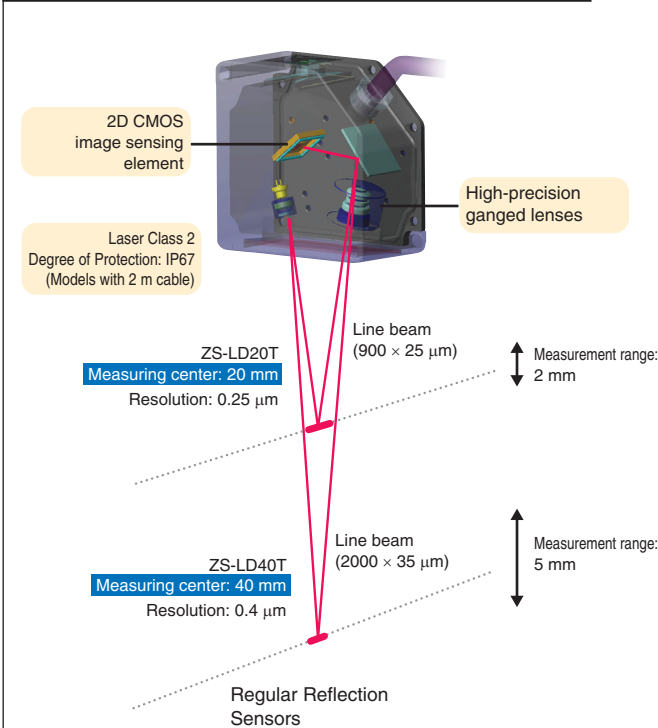 2D CMOS
image sensing
element
High-precision
ganged lenses
Laser Class 2
Degree of Protection: IP67
(Models with 2 m cable)
ZS-LD20T
Measuring center: 20 mm
Resolution: 0.25 μm
Line beam
(900 × 25 μm)
Measurement range:
2 mm
ZS-LD40T
Measuring center: 40 mm
Resolution: 0.4 μm
Line beam
(2000 × 35 μm)
Measurement range:
5 mm
Regular Reflection
Sensors